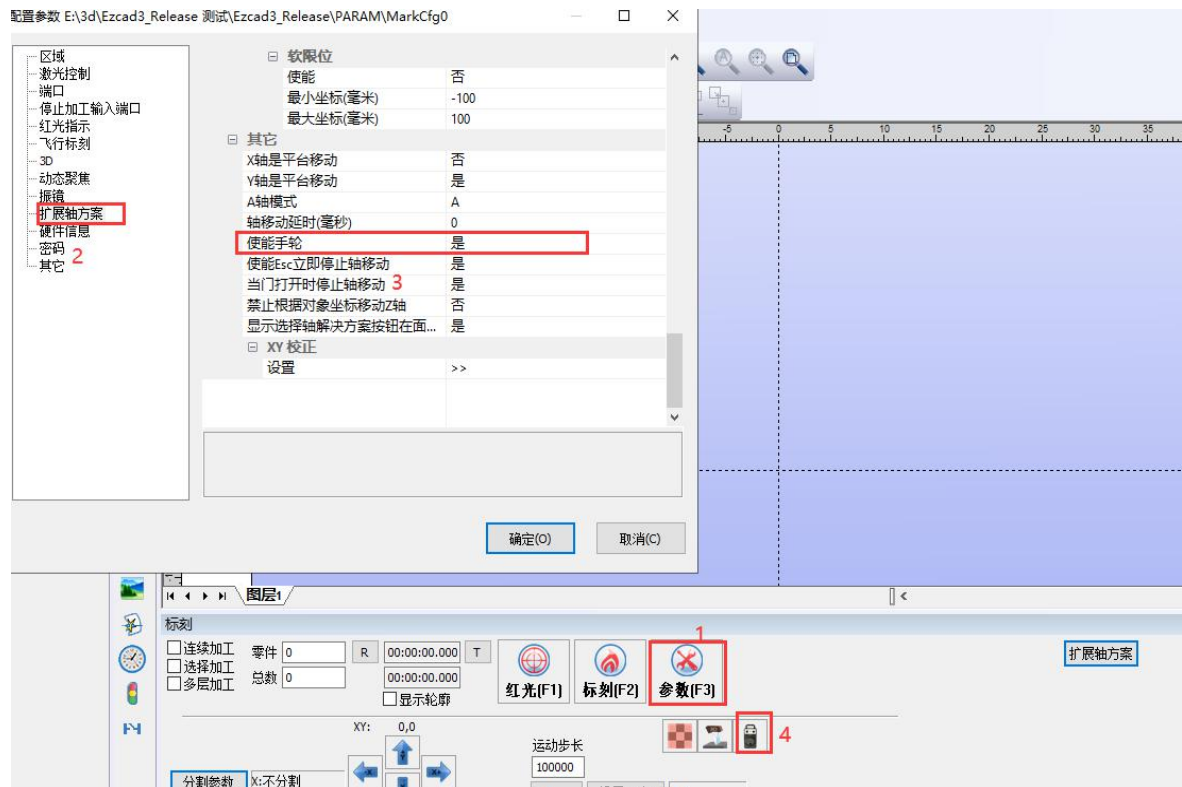 配置参数 E:\3d\Ezcad3_Release 测试\Ezcad3_Release\PARAM\MarkCfg0
区域
激光控制
端口
停止加工输入端口
红光指示
飞行标刻
3D
动态聚焦
振镜
扩展轴方案
硬件信息
密码
2
其它
软限位
使能 否
最小坐标(毫米) -100
最大坐标(毫米) 100
其它
X轴是平台移动 否
Y轴是平台移动 是
A轴模式 A
轴移动延时(毫秒) 0
使能手轮 是
使能Esc立即停止轴移动 是
当门打开时停止轴移动 3 是
禁止根据对象坐标移动Z轴 否
显示选择轴解决方案按钮在面... 是
XY 校正
设置 >>
确定(O) 取消(C)
-5 0 5 10 15 20 25 30 35
图层1
标刻
1
连续加工 零件 0 R 00:00:00.000 T
选择加工
多层加工 总数 0 00:00:00.000
显示轮廓
红光(F1) 标刻(F2) 参数(F3)
扩展轴方案
4
XY: 0,0
运动步长
100000
分割参数 X:不分割